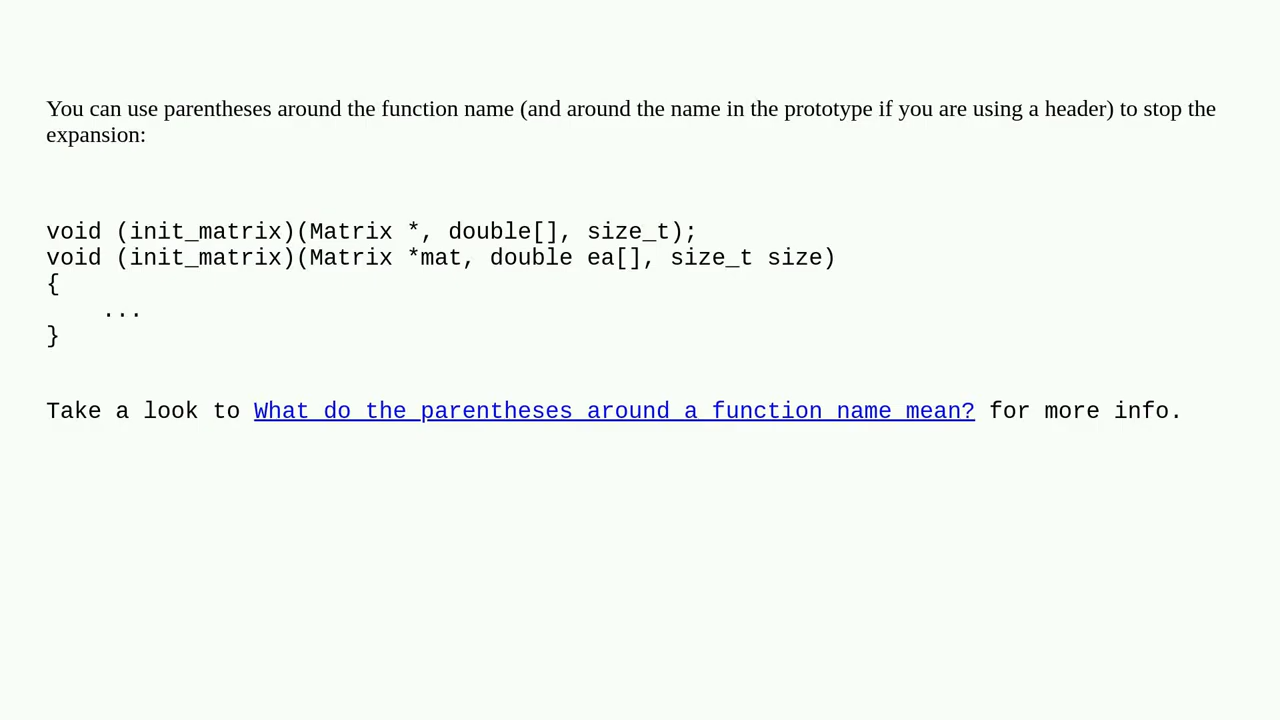 You can use parentheses around the function name (and around the name in the prototype if you are using a header) to stop the
expansion:
void (init_matrix)(Matrix *, double[], size_t);
void (init_matrix)(Matrix *mat, double ea[], size_t size)
{
    ...
}
Take a look to What do the parentheses around a function name mean? for more info.